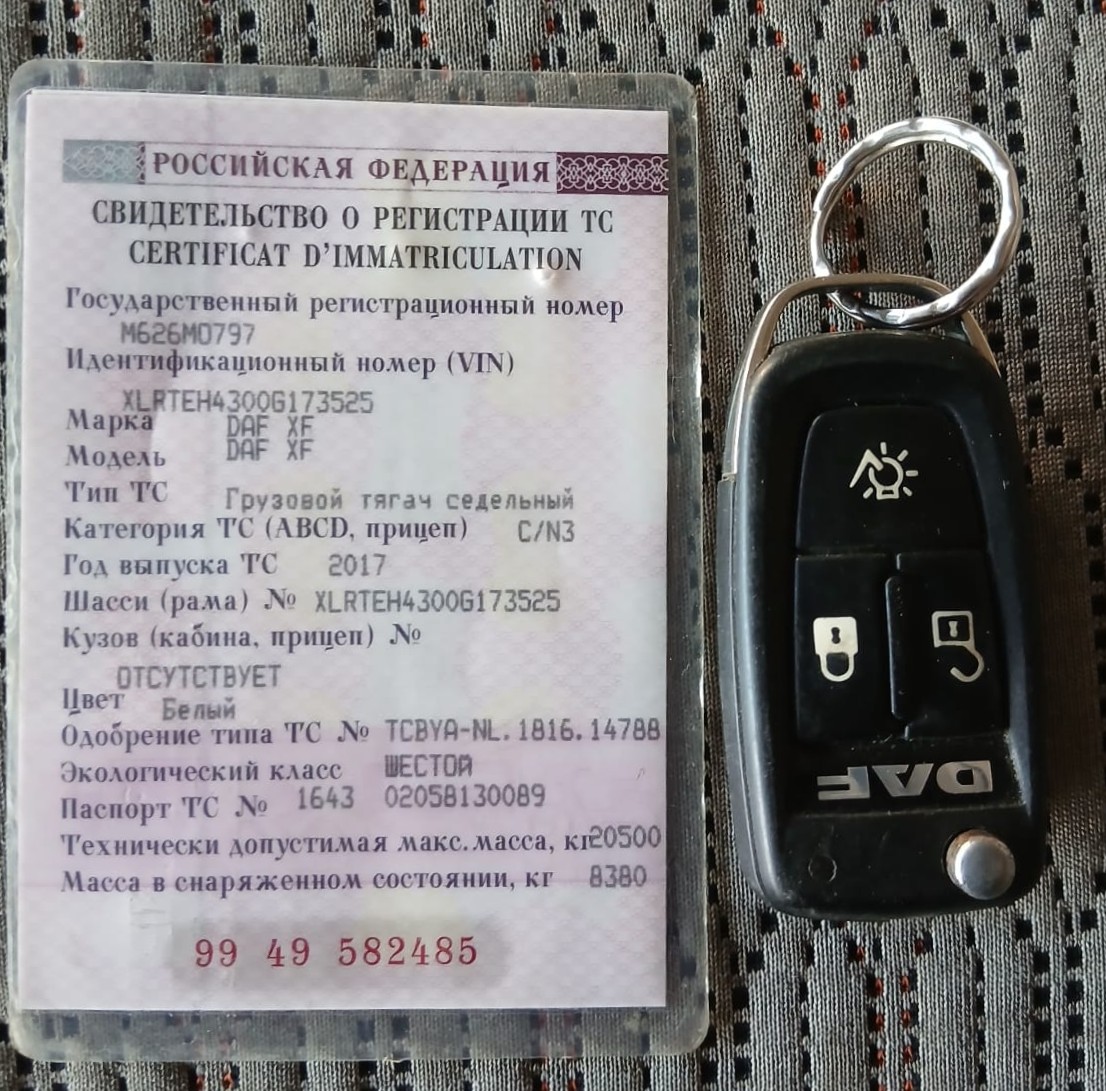 РОССИЙСКАЯ ФЕДЕРАЦИЯ
СВИДЕТЕЛЬСТВО О РЕГИСТРАЦИИ ТС
CERTIFICAT D'IMMATRICULATION
Государственный регистрационный номер
М626МО797
Идентификационный номер (VIN)
XLRTEH4300G173525
Марка DAF XF
Модель DAF XF
Тип ТС Грузовой тягач седельный
Категория ТС (ABCD, прицеп) C/N3
Год выпуска ТС 2017
Шасси (рама) № XLRTEH4300G173525
Кузов (кабина, прицеп) №
ОТСУТСТВУЕТ
Цвет Белый
Одобрение типа ТС № ТСВYA-NL.1816.14788
Экологический класс ШЕСТОЙ
Паспорт ТС № 1643 02058130089
Технически допустимая макс.масса, кг 20500
Масса в снаряженном состоянии, кг 8380
99 49 582485
DAF